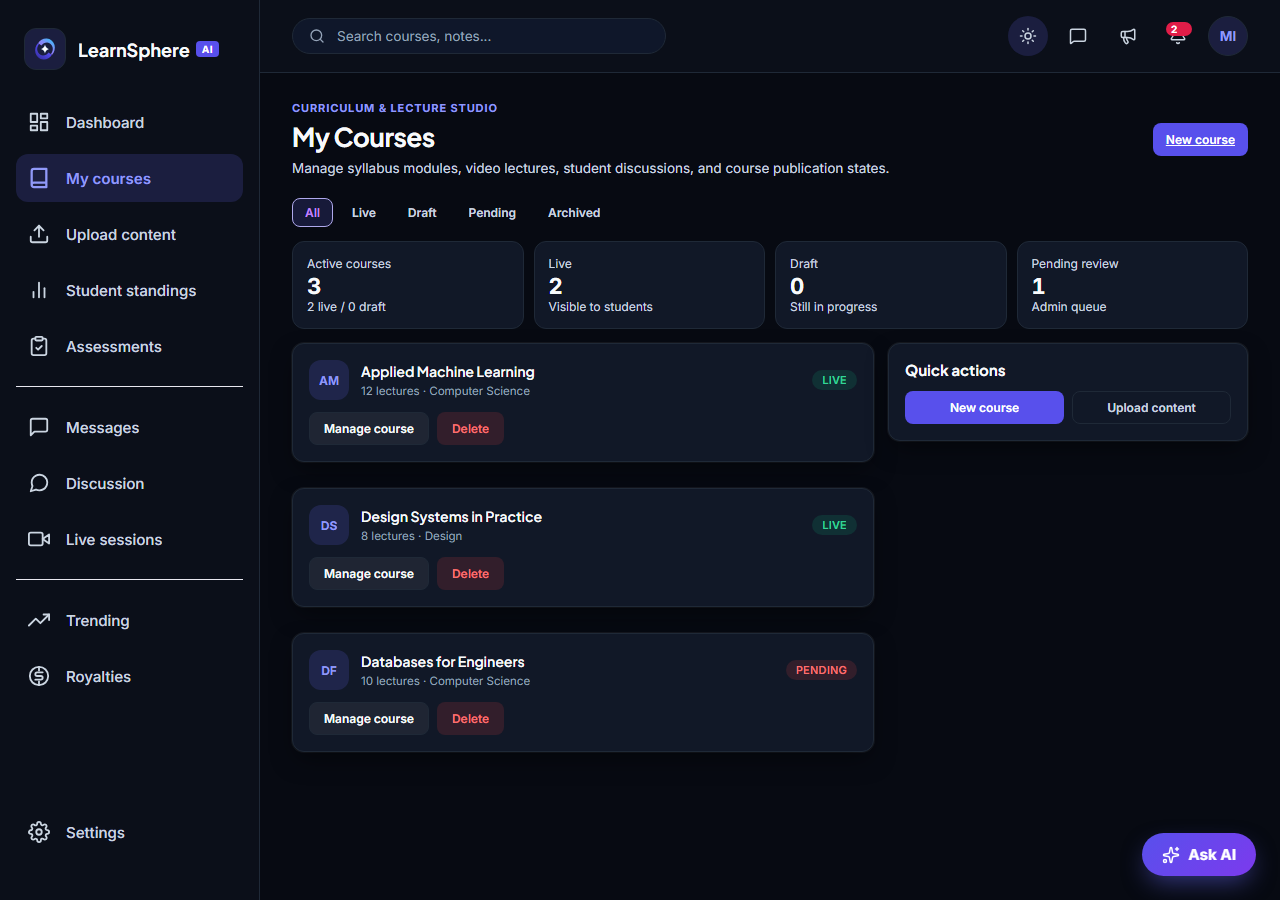 LearnSphere AI
Dashboard
My courses
Upload content
Student standings
Assessments
Messages
Discussion
Live sessions
Trending
Royalties
Settings
Search courses, notes...
2
MI
CURRICULUM & LECTURE STUDIO
My Courses
Manage syllabus modules, video lectures, student discussions, and course publication states.
New course
All Live Draft Pending Archived
Active courses
3
2 live / 0 draft
Live
2
Visible to students
Draft
0
Still in progress
Pending review
1
Admin queue
AM
Applied Machine Learning
12 lectures · Computer Science
LIVE
Manage course Delete
DS
Design Systems in Practice
8 lectures · Design
LIVE
Manage course Delete
DF
Databases for Engineers
10 lectures · Computer Science
PENDING
Manage course Delete
Quick actions
New course Upload content
Ask AI